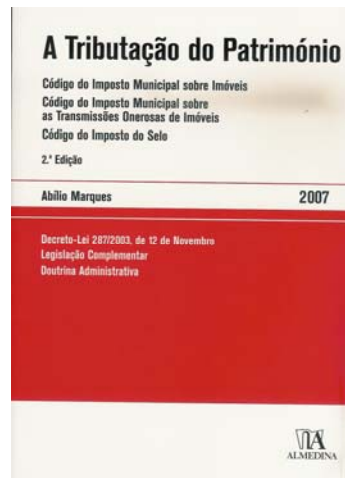 A Tributação do Património
Código do Imposto Municipal sobre Imóveis
Código do Imposto Municipal sobre
as Transmissões Onerosas de Imóveis
Código do Imposto do Selo
2.ª Edição
Abílio Marques 2007
Decreto-Lei 287/2003, de 12 de Novembro
Legislação Complementar
Doutrina Administrativa
ALMEDINA